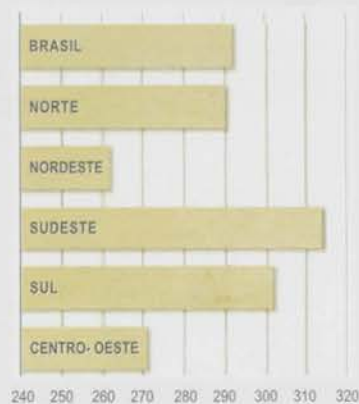 BRASIL
NORTE
NORDESTE
SUDESTE
SUL
CENTRO- OESTE
240 250 260 270 280 290 300 310 320